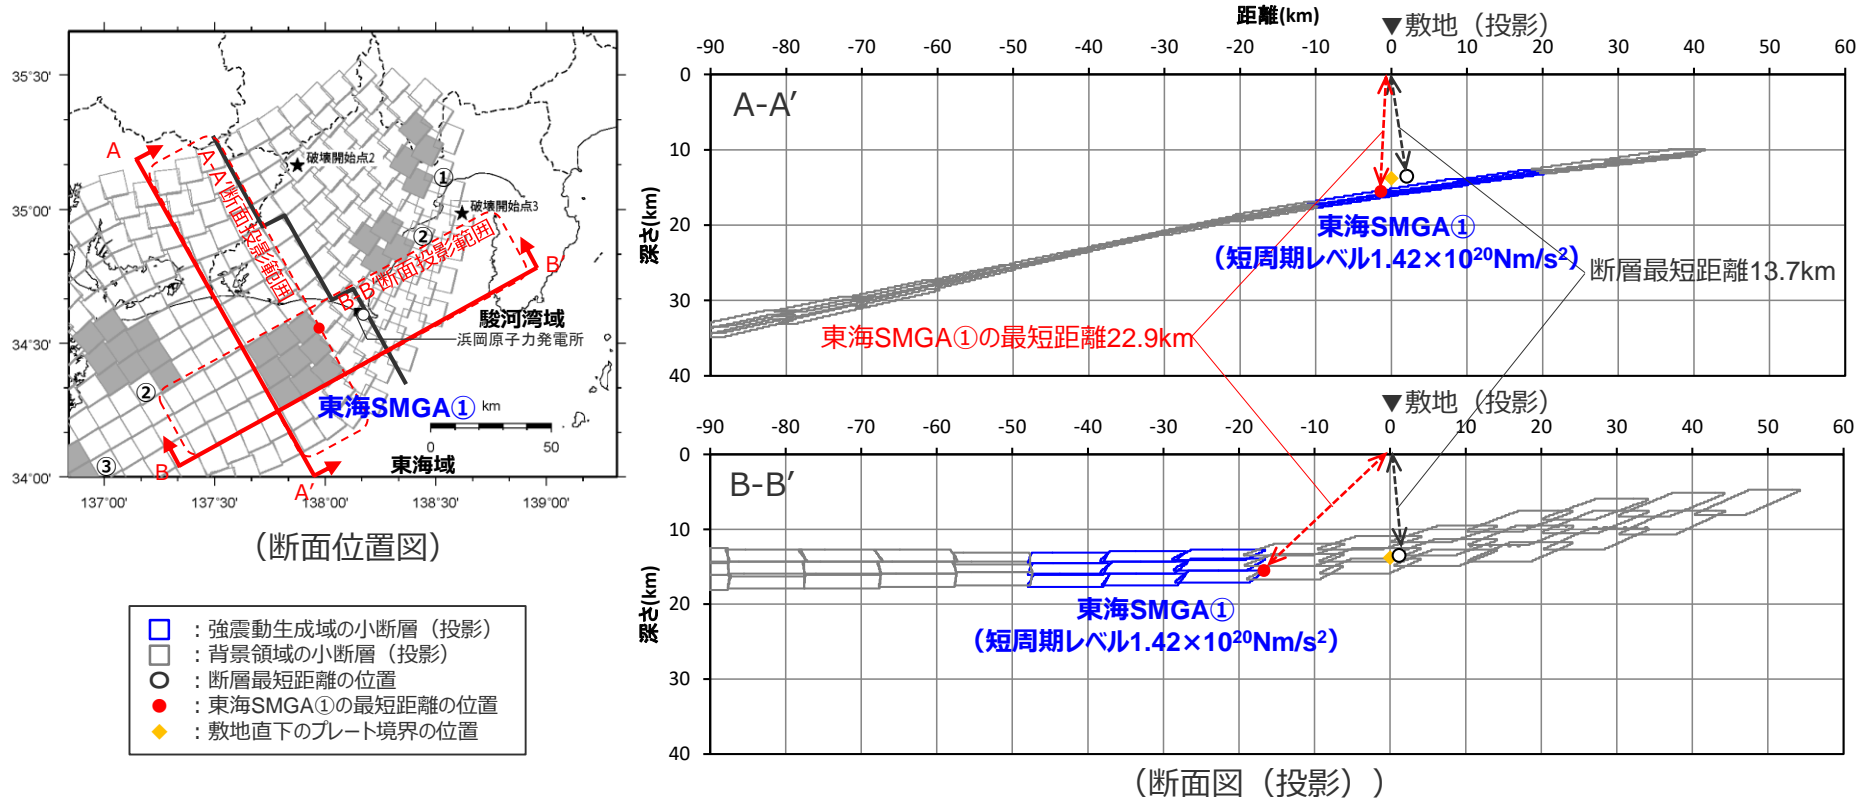 35°30′
35°00′
34°30′
34°00′
137°00′
137°30′
138°00′
138°30′
139°00′
A
A-A′断面投影範囲
破壊開始点2
①
破壊開始点3
②
B-B′断面投影範囲
B′
駿河湾域
浜岡原子力発電所
②
東海SMGA①
km
0
50
③
B
A′
東海域
（断面位置図）
：強震動生成域の小断層（投影）
：背景領域の小断層（投影）
：断層最短距離の位置
：東海SMGA①の最短距離の位置
：敷地直下のプレート境界の位置
距離(km)
▼敷地（投影）
-90 -80 -70 -60 -50 -40 -30 -20 -10 0 10 20 30 40 50 60
0
10
20
30
40
深さ(km)
A-A′
東海SMGA①
（短周期レベル1.42×10²⁰Nm/s²）
断層最短距離13.7km
東海SMGA①の最短距離22.9km
▼敷地（投影）
-90 -80 -70 -60 -50 -40 -30 -20 -10 0 10 20 30 40 50 60
0
10
20
30
40
深さ(km)
B-B′
東海SMGA①
（短周期レベル1.42×10²⁰Nm/s²）
（断面図（投影））